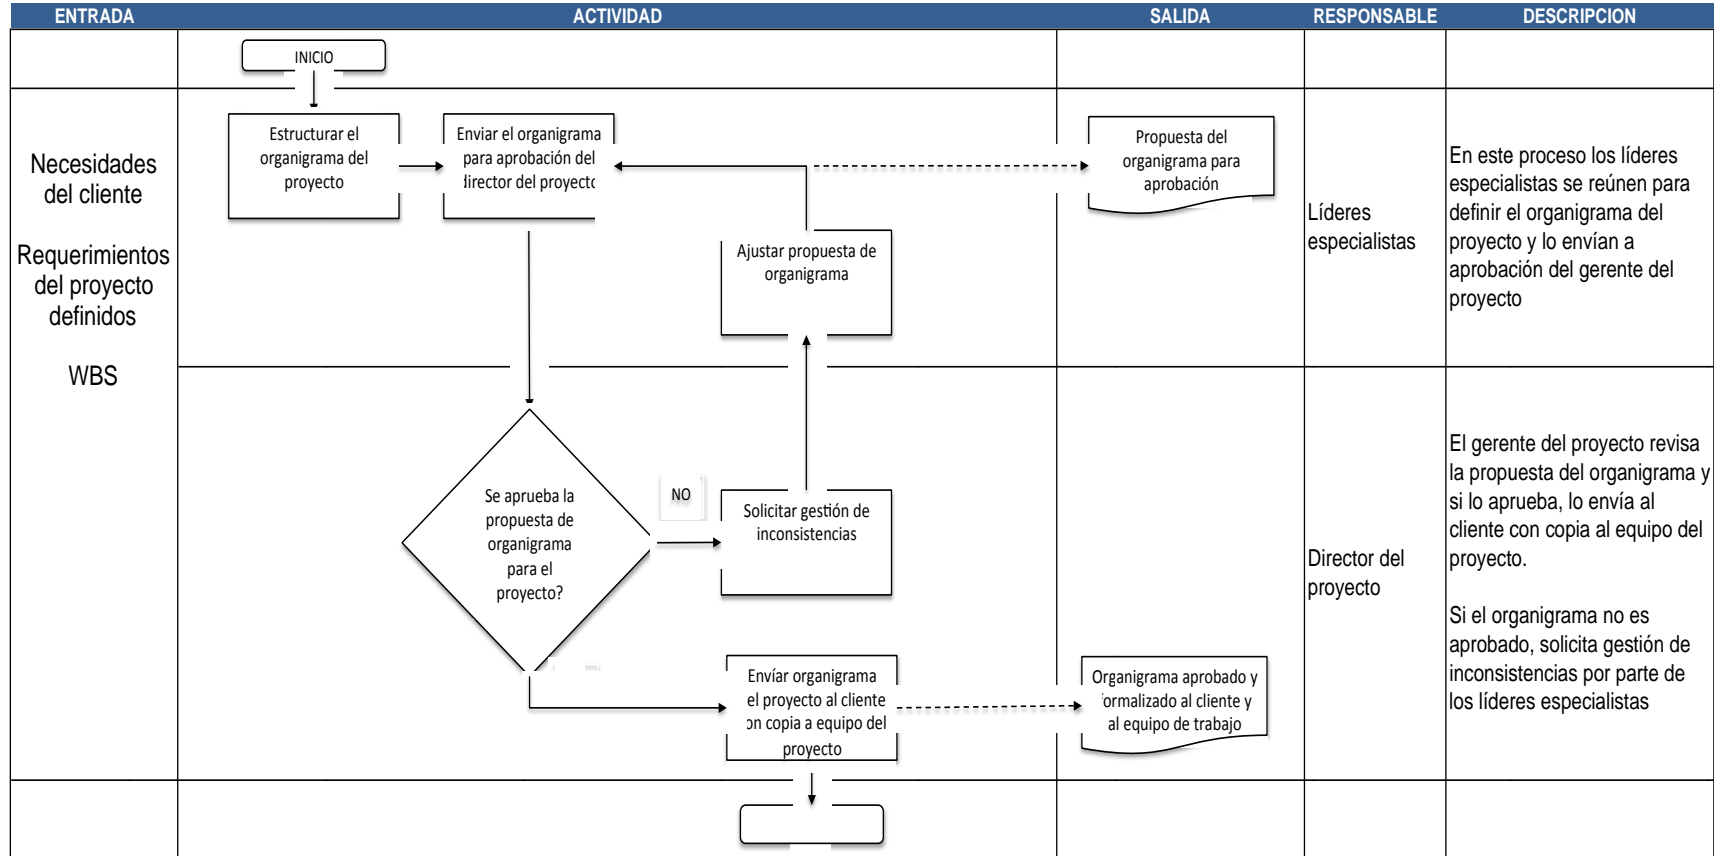 ENTRADA
ACTIVIDAD
SALIDA
RESPONSABLE
DESCRIPCION
INICIO
Necesidades
del cliente
Requerimientos
del proyecto
definidos
WBS
Estructurar el
organigrama del
proyecto
Enviar el organigrama
para aprobación del
director del proyecto
Ajustar propuesta de
organigrama
Propuesta del
organigrama para
aprobación
Líderes
especialistas
En este proceso los líderes
especialistas se reúnen para
definir el organigrama del
proyecto y lo envían a
aprobación del gerente del
proyecto
Se aprueba la
propuesta de
organigrama
para el
proyecto?
NO
Solicitar gestión de
inconsistencias
Envíar organigrama
el proyecto al cliente
on copia a equipo del
proyecto
Organigrama aprobado y
formalizado al cliente y
al equipo de trabajo
Director del
proyecto
El gerente del proyecto revisa
la propuesta del organigrama y
si lo aprueba, lo envía al
cliente con copia al equipo del
proyecto.
Si el organigrama no es
aprobado, solicita gestión de
inconsistencias por parte de
los líderes especialistas